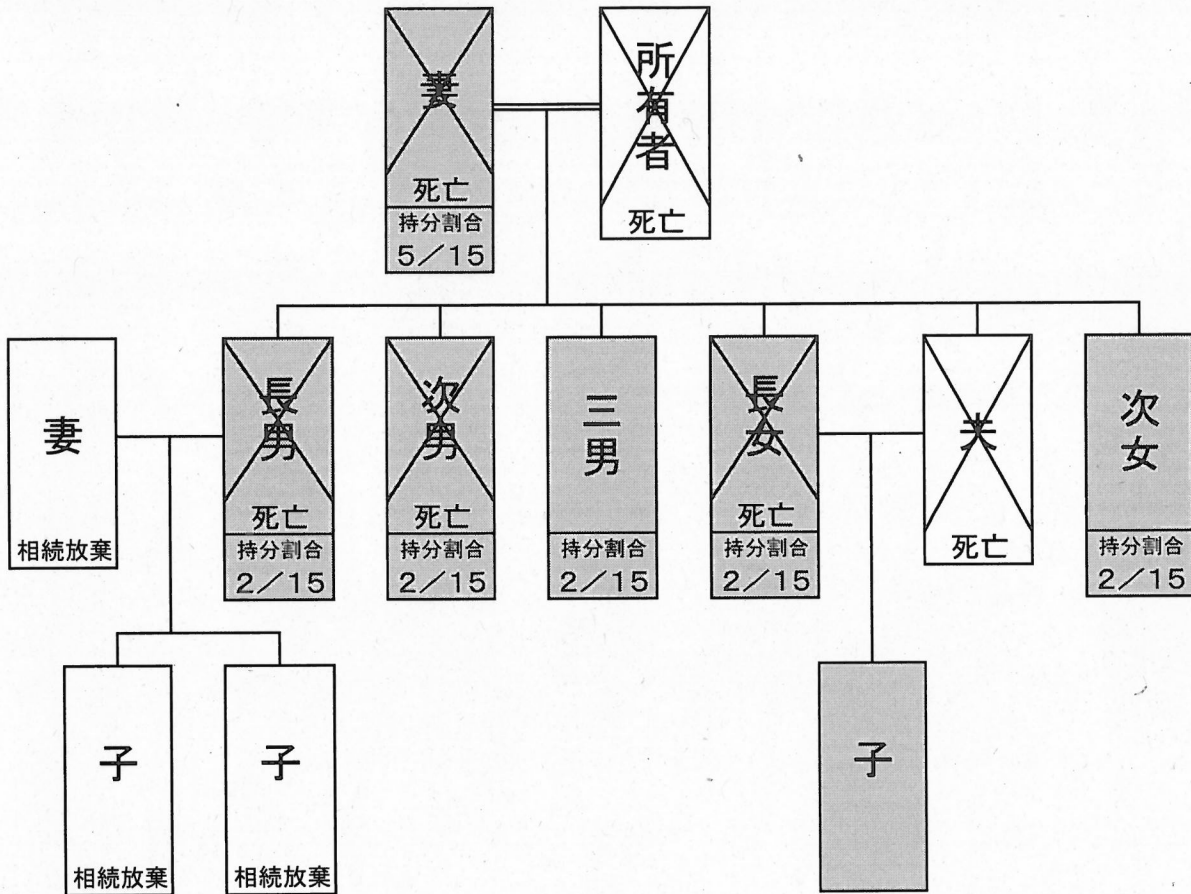 妻
死亡
持分割合
5/15
所有者
死亡
妻
相続放棄
長男
死亡
持分割合
2/15
次男
死亡
持分割合
2/15
三男
持分割合
2/15
長女
死亡
持分割合
2/15
夫
死亡
次女
持分割合
2/15
子
相続放棄
子
相続放棄
子